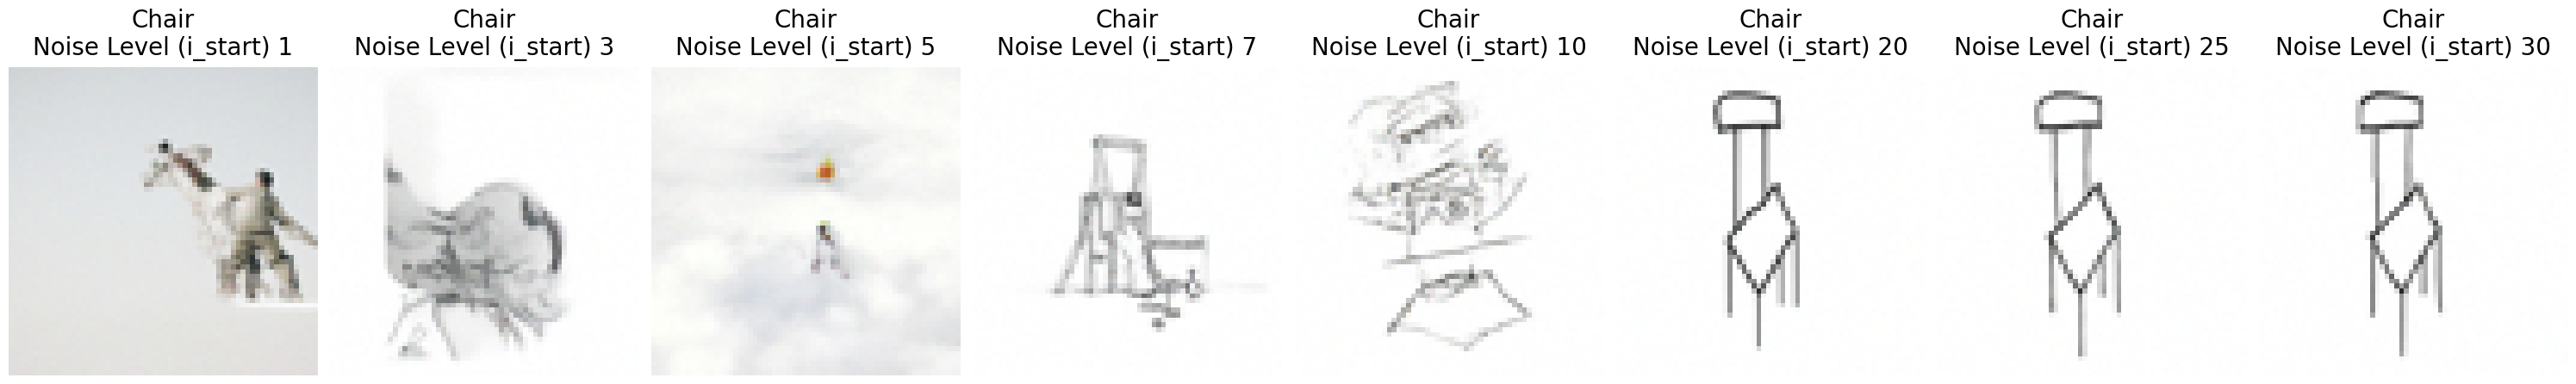 Chair
Noise Level (i_start) 1
Chair
Noise Level (i_start) 3
Chair
Noise Level (i_start) 5
Chair
Noise Level (i_start) 7
Chair
Noise Level (i_start) 10
Chair
Noise Level (i_start) 20
Chair
Noise Level (i_start) 25
Chair
Noise Level (i_start) 30